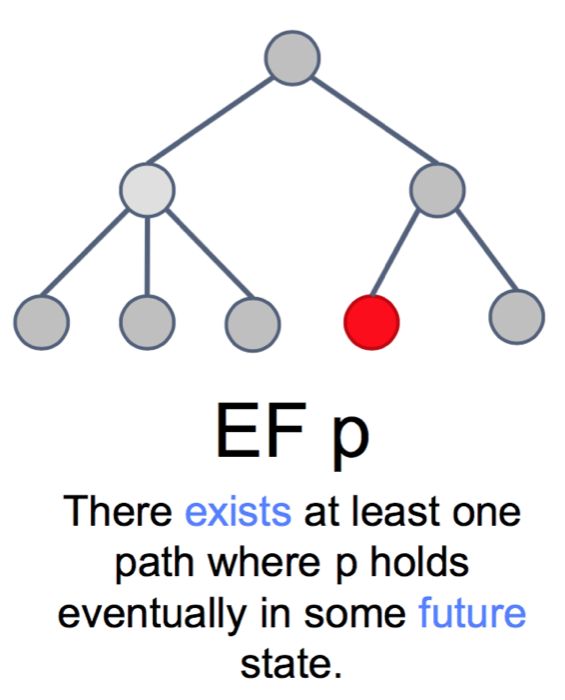 EF p
There exists at least one
path where p holds
eventually in some future
state.